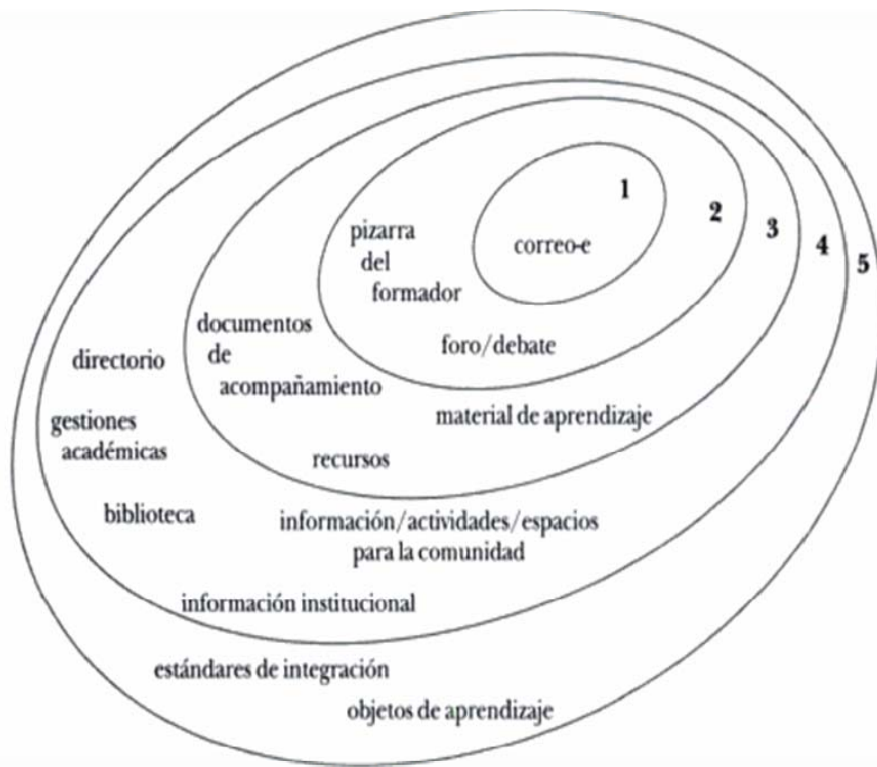 1
correo-e
2
pizarra
del
formador
foro/debate
3
documentos
de
acompañamiento
material de aprendizaje
recursos
4
directorio
gestiones
académicas
biblioteca
información/actividades/espacios
para la comunidad
información institucional
5
estándares de integración
objetos de aprendizaje